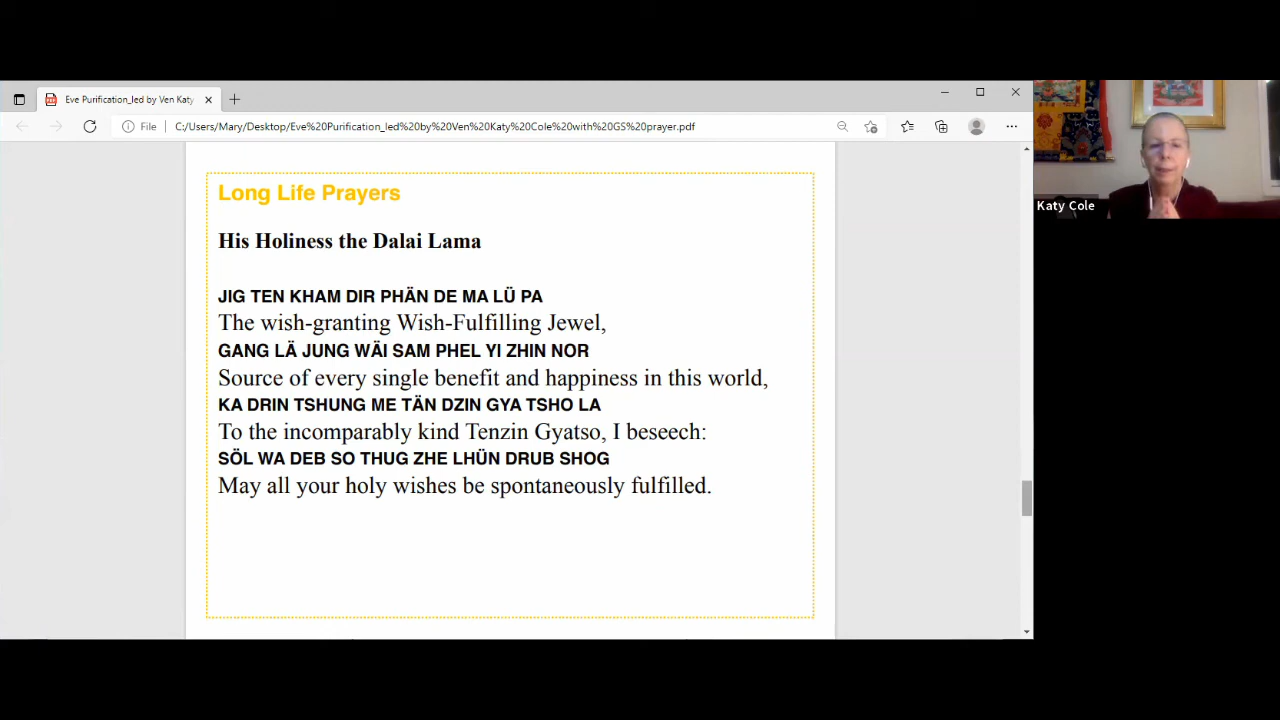 Eve Purification_led by Ven Katy
File
C:/Users/Mary/Desktop/Eve%20Purification_led%20by%20Ven%20Katy%20Cole%20with%20GS%20prayer.pdf
Long Life Prayers
His Holiness the Dalai Lama
JIG TEN KHAM DIR PHÄN DE MA LÜ PA
The wish-granting Wish-Fulfilling Jewel,
GANG LÄ JUNG WÄI SAM PHEL YI ZHIN NOR
Source of every single benefit and happiness in this world,
KA DRIN TSHUNG ME TÄN DZIN GYA TSHO LA
To the incomparably kind Tenzin Gyatso, I beseech:
SÖL WA DEB SO THUG ZHE LHÜN DRUB SHOG
May all your holy wishes be spontaneously fulfilled.
Katy Cole